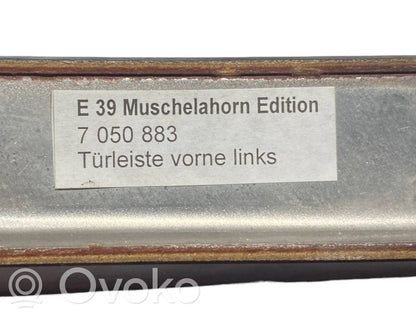 E 39 Muschelahorn Edition
7 050 883
Türleiste vorne links
OVOKO